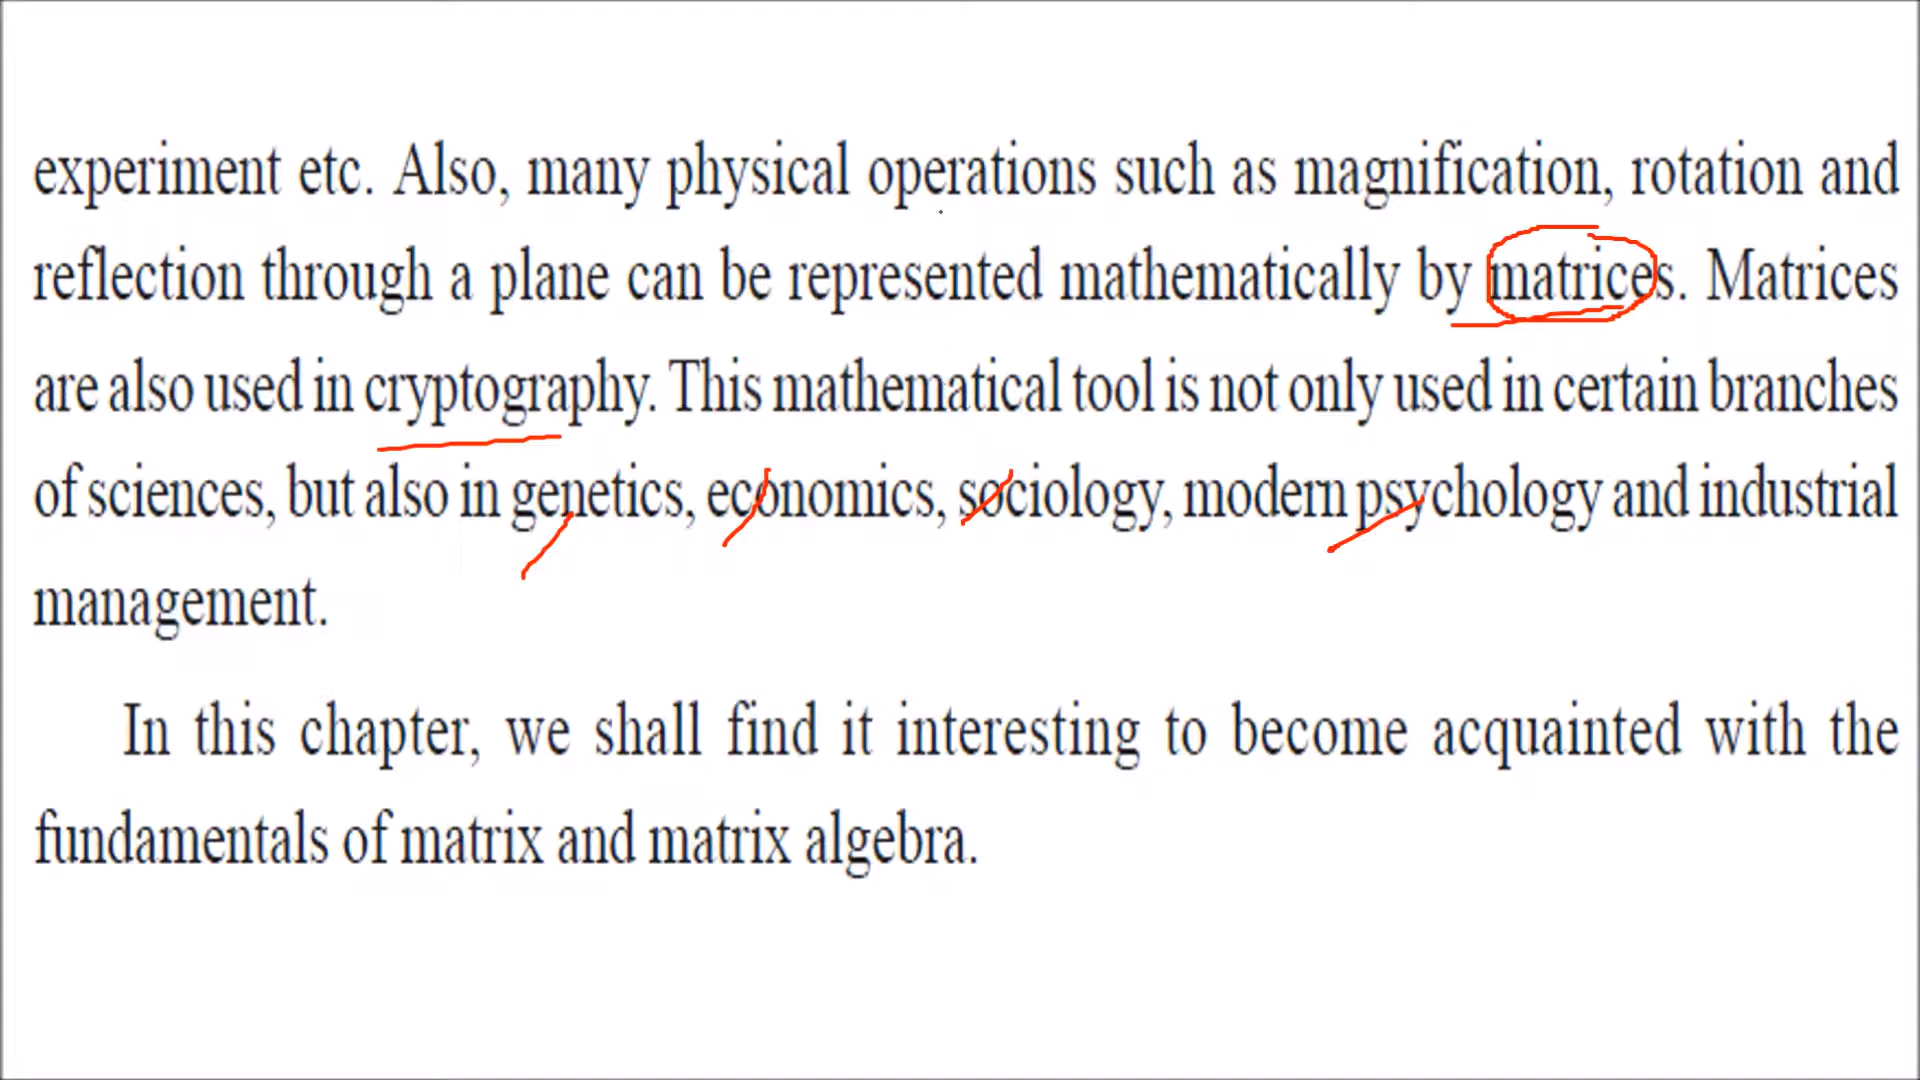 experiment etc. Also, many physical operations such as magnification, rotation and
reflection through a plane can be represented mathematically by matrices. Matrices
are also used in cryptography. This mathematical tool is not only used in certain branches
of sciences, but also in genetics, economics, sociology, modern psychology and industrial
management.
In this chapter, we shall find it interesting to become acquainted with the
fundamentals of matrix and matrix algebra.